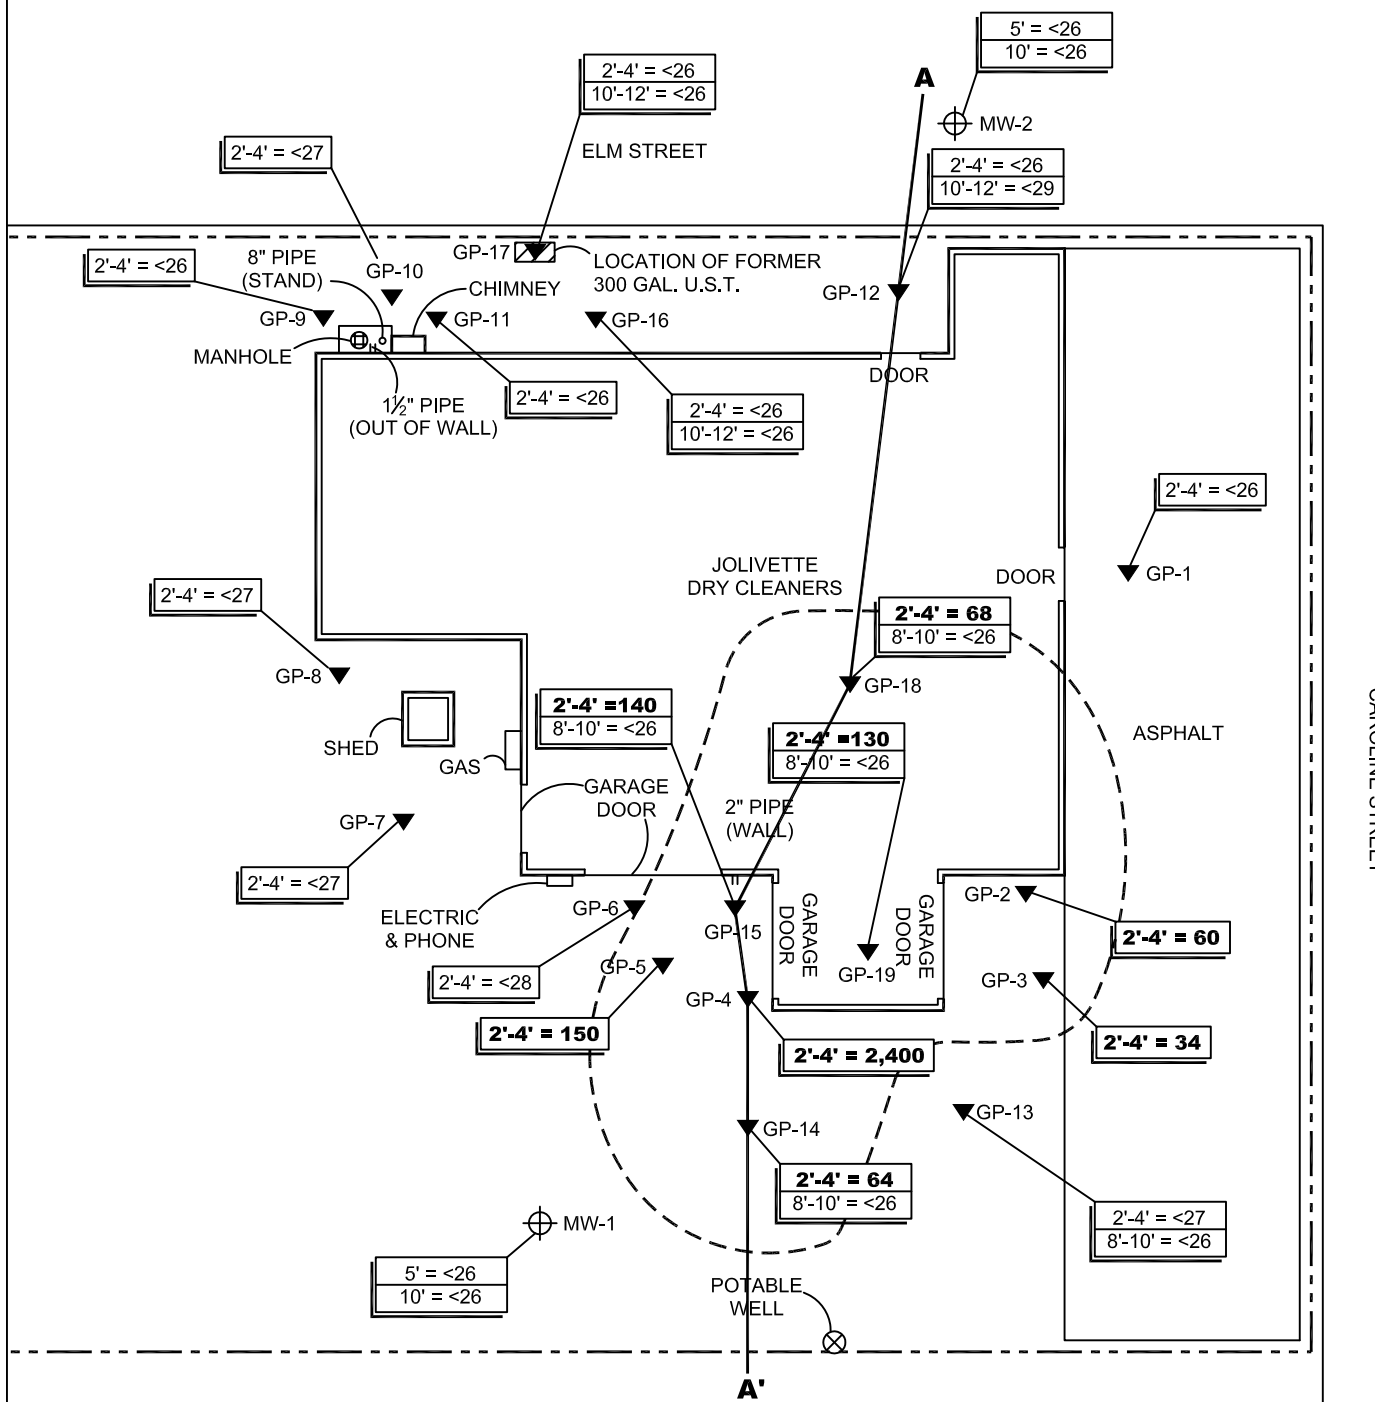 5' = <26
10' = <26
A
MW-2
2'-4' = <26
10'-12' = <26
ELM STREET
2'-4' = <27
2'-4' = <26
10'-12' = <29
2'-4' = <26
8" PIPE
(STAND)
GP-10
GP-17
LOCATION OF FORMER
300 GAL. U.S.T.
CHIMNEY
GP-12
GP-9
GP-11
GP-16
MANHOLE
DOOR
1½" PIPE
(OUT OF WALL)
2'-4' = <26
2'-4' = <26
10'-12' = <26
2'-4' = <26
JOLIVETTE
DRY CLEANERS
DOOR
GP-1
2'-4' = <27
2'-4' = 68
8'-10' = <26
GP-8
GP-18
2'-4' =140
8'-10' = <26
SHED
GAS
2'-4' =130
8'-10' = <26
ASPHALT
GARAGE
DOOR
2" PIPE
(WALL)
GP-7
2'-4' = <27
ELECTRIC
& PHONE
GP-6
GP-15
GARAGE
DOOR
GARAGE
DOOR
GP-2
2'-4' = 60
2'-4' = <28
GP-5
GP-4
GP-19
GP-3
2'-4' = 150
2'-4' = 2,400
2'-4' = 34
GP-14
GP-13
2'-4' = 64
8'-10' = <26
2'-4' = <27
8'-10' = <26
MW-1
5' = <26
10' = <26
POTABLE
WELL
A'